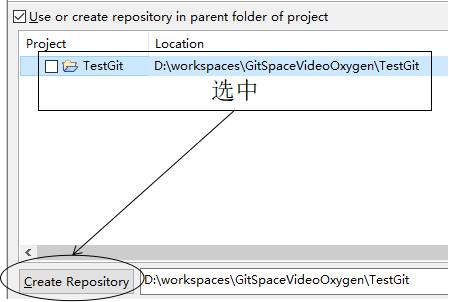 Use or create repository in parent folder of project
Project Location
TestGit D:\workspaces\GitSpaceVideoOxygen\TestGit
选中
Create Repository D:\workspaces\GitSpaceVideoOxygen\TestGit